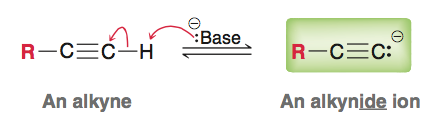 R—C≡C—H :Base⊖ ⇌ R—C≡C:⊖
An alkyne An alkynide ion